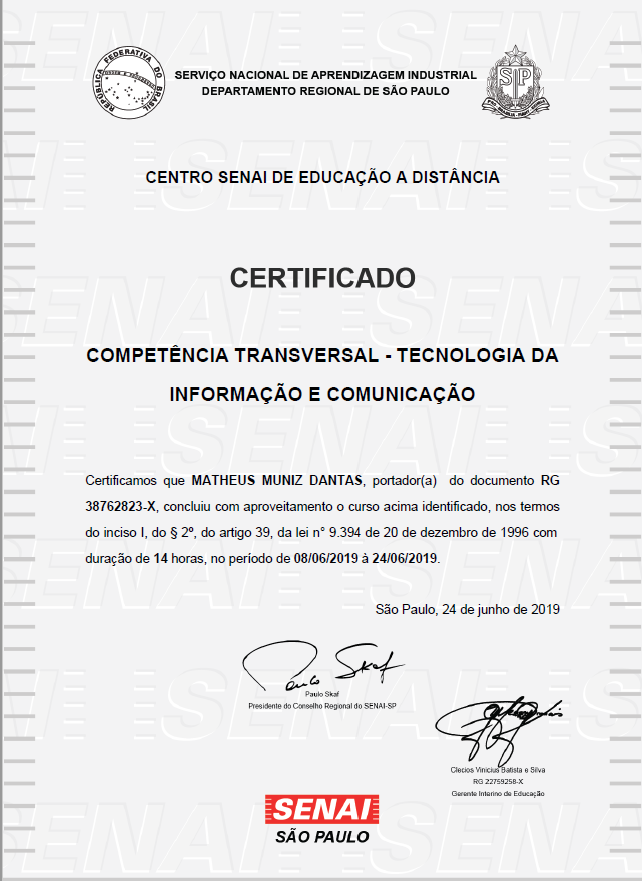 REPÚBLICA FEDERATIVA DO BRASIL
SERVIÇO NACIONAL DE APRENDIZAGEM INDUSTRIAL
DEPARTAMENTO REGIONAL DE SÃO PAULO
SP
CENTRO SENAI DE EDUCAÇÃO A DISTÂNCIA
CERTIFICADO
COMPETÊNCIA TRANSVERSAL - TECNOLOGIA DA
INFORMAÇÃO E COMUNICAÇÃO
Certificamos que MATHEUS MUNIZ DANTAS, portador(a) do documento RG
38762823-X, concluiu com aproveitamento o curso acima identificado, nos termos
do inciso I, do § 2º, do artigo 39, da lei n° 9.394 de 20 de dezembro de 1996 com
duração de 14 horas, no período de 08/06/2019 à 24/06/2019.
São Paulo, 24 de junho de 2019
Paulo Skaf
Paulo Skaf
Presidente do Conselho Regional do SENAI-SP
Clecios Vinícius Batista e Silva
RG 22759258-X
Gerente Interino de Educação
SENAI
SÃO PAULO